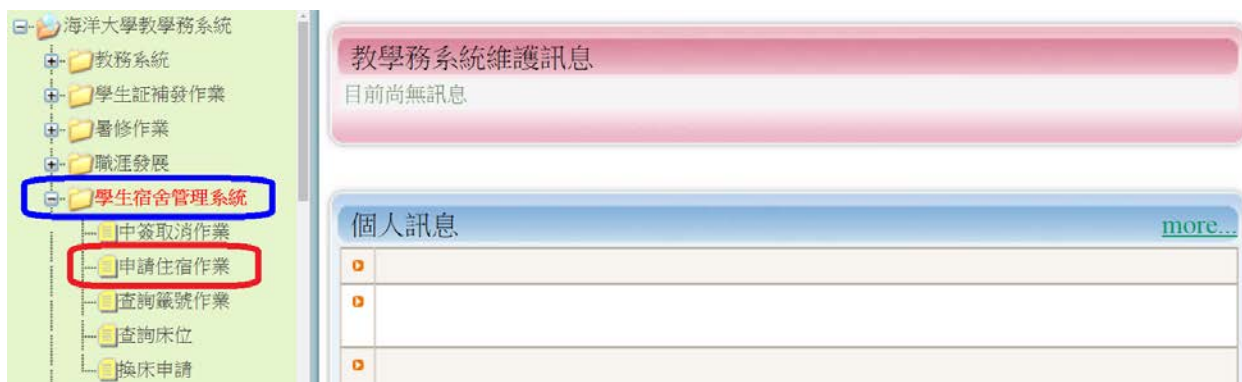 海洋大學教學務系統
教務系統
學生証補發作業
暑修作業
職涯發展
學生宿舍管理系統
中簽取消作業
申請住宿作業
查詢籤號作業
查詢床位
換床申請
教學務系統維護訊息
目前尚無訊息
個人訊息 more...